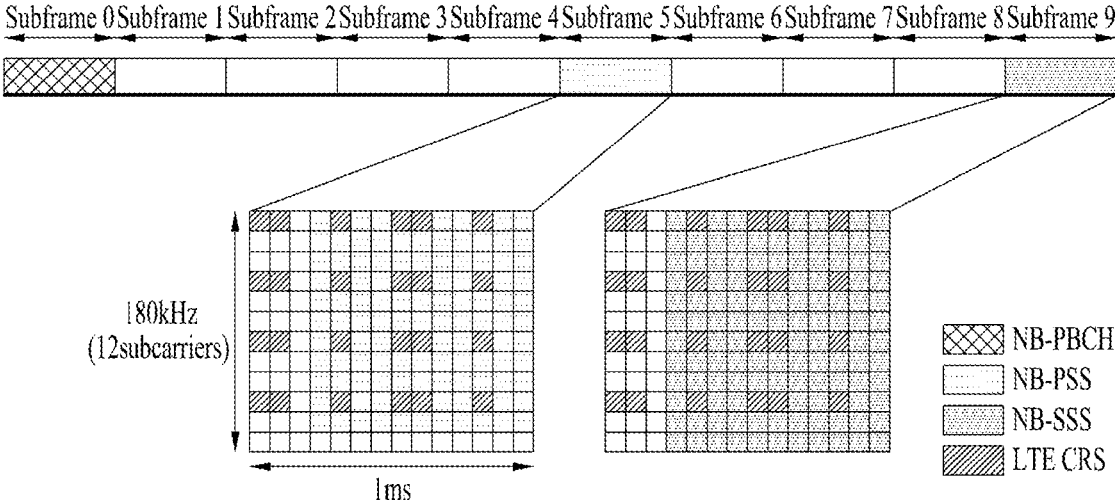 Subframe 0 Subframe 1 Subframe 2 Subframe 3 Subframe 4 Subframe 5 Subframe 6 Subframe 7 Subframe 8 Subframe 9
180kHz
(12subcarriers)
1ms
NB-PBCH
NB-PSS
NB-SSS
LTE CRS